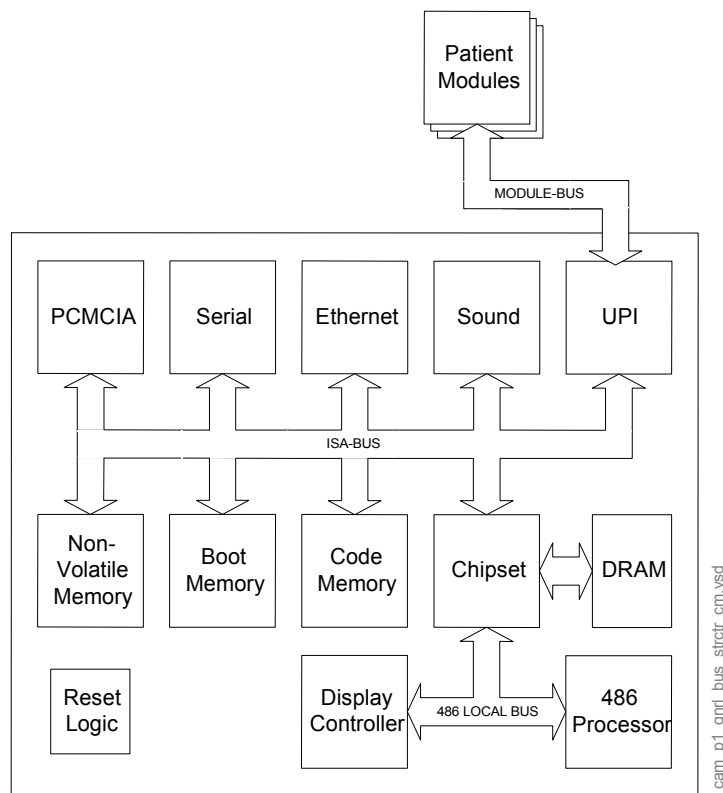 Patient
Modules
MODULE-BUS
PCMCIA
Serial
Ethernet
Sound
UPI
ISA-BUS
Non-
Volatile
Memory
Boot
Memory
Code
Memory
Chipset
DRAM
Reset
Logic
Display
Controller
486 LOCAL BUS
486
Processor
cam_p1_gnrl_bus_strctr_cm.vsd